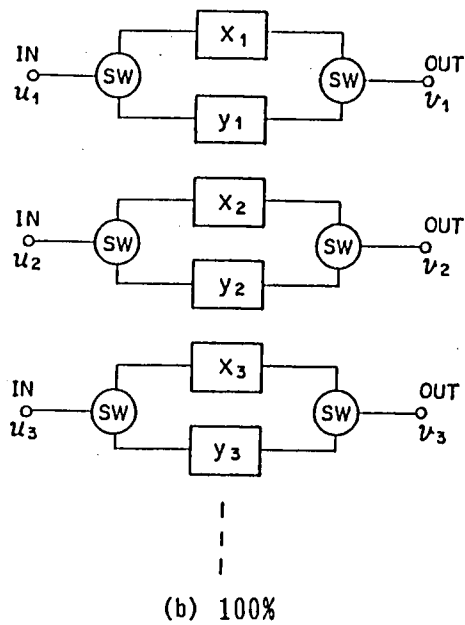 x₁
IN
SW
SW
OUT
u₁
v₁
y₁
x₂
IN
SW
SW
OUT
u₂
v₂
y₂
x₃
IN
SW
SW
OUT
u₃
v₃
y₃
(b) 100%